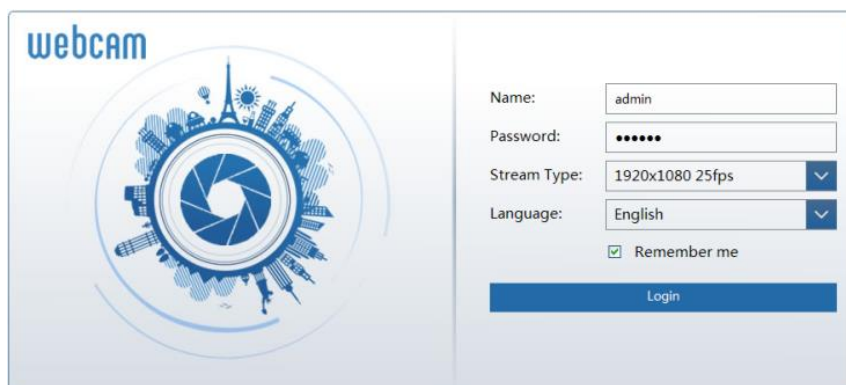 webcam
Name: admin
Password: ••••••
Stream Type: 1920x1080 25fps
Language: English
Remember me
Login